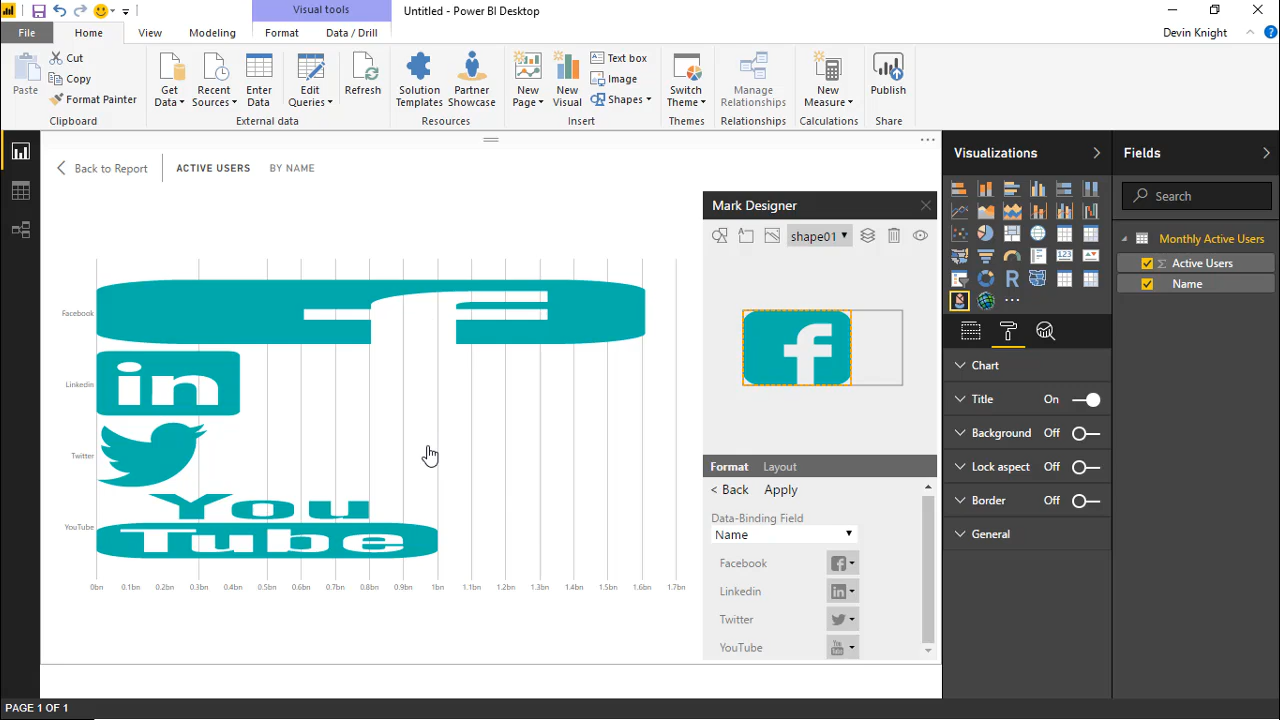 Visual tools
Untitled - Power BI Desktop
File
Home
View
Modeling
Format
Data / Drill
Devin Knight
Paste
Cut
Copy
Format Painter
Clipboard
Get Data
Recent Sources
Enter Data
Edit Queries
Refresh
External data
Solution Templates
Partner Showcase
Resources
New Page
New Visual
Text box
Image
Shapes
Insert
Switch Theme
Themes
Manage Relationships
Relationships
New Measure
Calculations
Publish
Share
Back to Report
ACTIVE USERS
BY NAME
Facebook
Linkedin
Twitter
YouTube
f
in
You
Tube
0bn 0.1bn 0.2bn 0.3bn 0.4bn 0.5bn 0.6bn 0.7bn 0.8bn 0.9bn 1bn 1.1bn 1.2bn 1.3bn 1.4bn 1.5bn 1.6bn 1.7bn
Mark Designer
shape01
f
Format
Layout
< Back
Apply
Data-Binding Field
Name
Facebook
Linkedin
Twitter
YouTube
Visualizations
R
123
Chart
Title On
Background Off
Lock aspect Off
Border Off
General
Fields
Search
Monthly Active Users
Active Users
Name
PAGE 1 OF 1